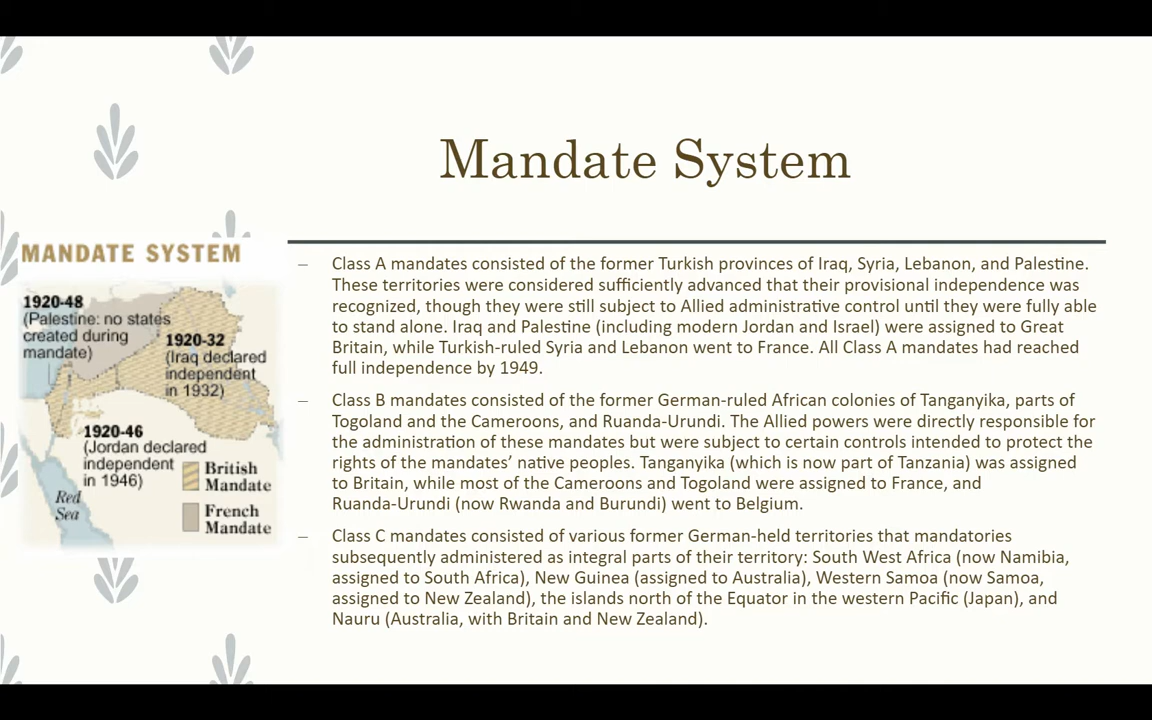 Mandate System
MANDATE SYSTEM
1920-48
(Palestine: no states
created during
mandate)
1920-32
(Iraq declared
independent
in 1932)
1920-46
(Jordan declared
independent
in 1946)
Red
Sea
British
Mandate
French
Mandate
– Class A mandates consisted of the former Turkish provinces of Iraq, Syria, Lebanon, and Palestine.
These territories were considered sufficiently advanced that their provisional independence was
recognized, though they were still subject to Allied administrative control until they were fully able
to stand alone. Iraq and Palestine (including modern Jordan and Israel) were assigned to Great
Britain, while Turkish-ruled Syria and Lebanon went to France. All Class A mandates had reached
full independence by 1949.
– Class B mandates consisted of the former German-ruled African colonies of Tanganyika, parts of
Togoland and the Cameroons, and Ruanda-Urundi. The Allied powers were directly responsible for
the administration of these mandates but were subject to certain controls intended to protect the
rights of the mandates’ native peoples. Tanganyika (which is now part of Tanzania) was assigned
to Britain, while most of the Cameroons and Togoland were assigned to France, and
Ruanda-Urundi (now Rwanda and Burundi) went to Belgium.
– Class C mandates consisted of various former German-held territories that mandatories
subsequently administered as integral parts of their territory: South West Africa (now Namibia,
assigned to South Africa), New Guinea (assigned to Australia), Western Samoa (now Samoa,
assigned to New Zealand), the islands north of the Equator in the western Pacific (Japan), and
Nauru (Australia, with Britain and New Zealand).